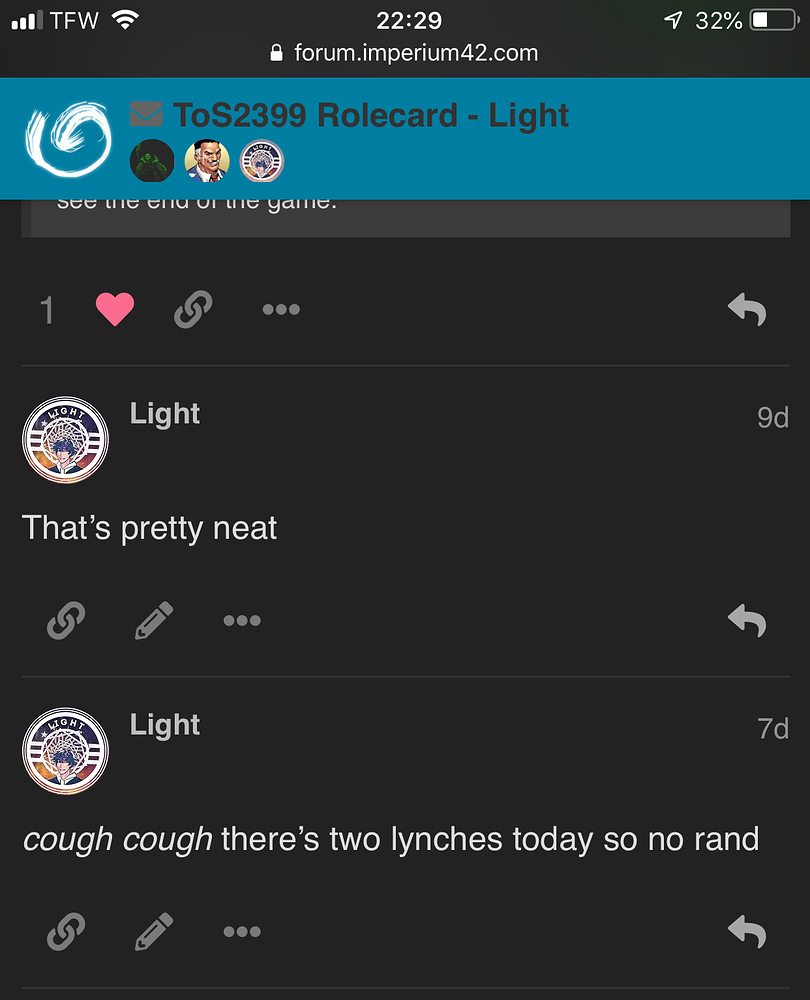 TFW 22:29 32%
forum.imperium42.com
ToS2399 Rolecard - Light
see the end of the game.
1
Light 9d
That’s pretty neat
Light 7d
cough cough there’s two lynches today so no rand